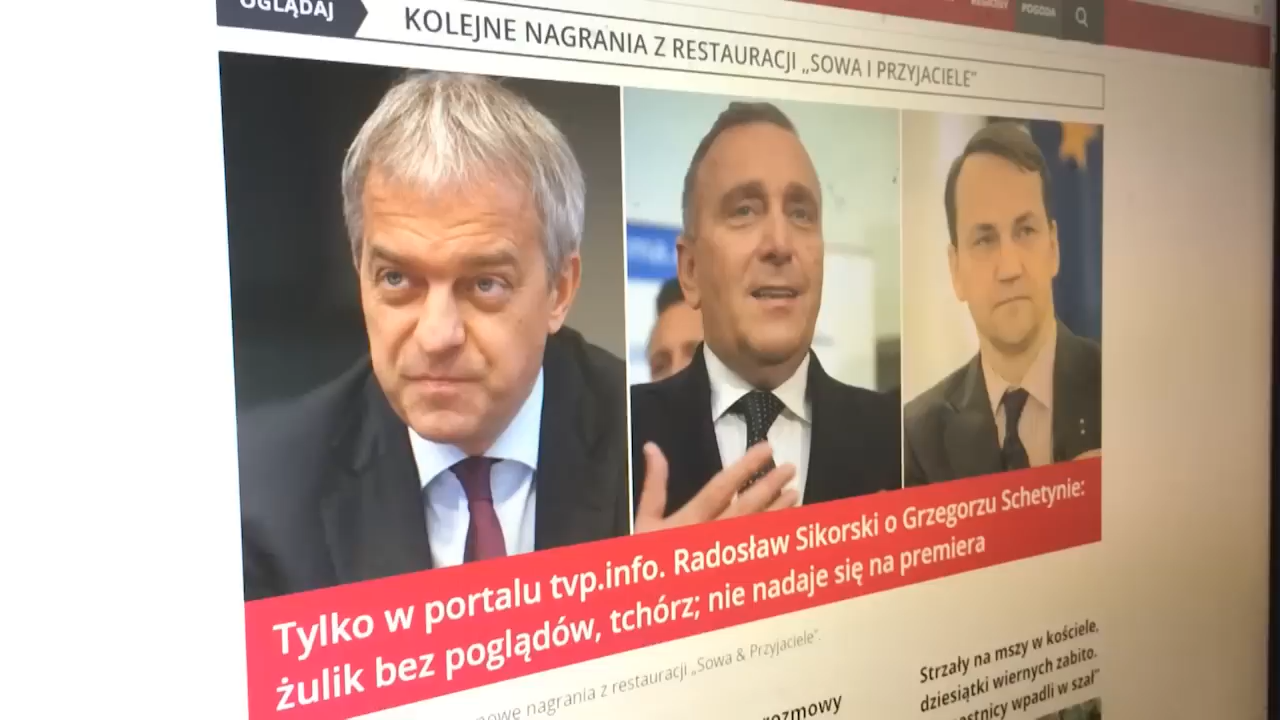 OGLĄDAJ
REGIONY
POGODA
KOLEJNE NAGRANIA Z RESTAURACJI „SOWA I PRZYJACIELE”
Tylko w portalu tvp.info. Radosław Sikorski o Grzegorzu Schetynie:
żulik bez poglądów, tchórz; nie nadaje się na premiera
nowe nagrania z restauracji „Sowa & Przyjaciele”.
rozmowy
Strzały na mszy w kościele,
dziesiątki wiernych zabito.
wpadli w szał”